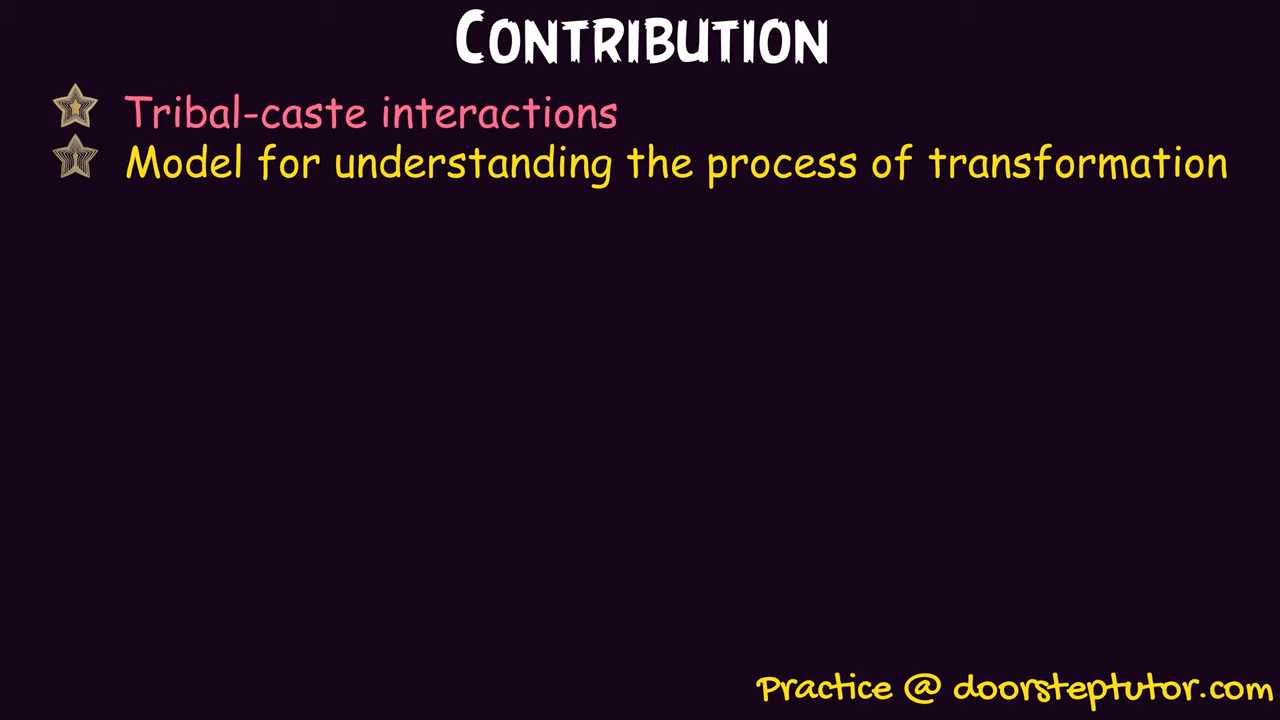 CONTRIBUTION
Tribal-caste interactions
Model for understanding the process of transformation
Practice @ doorsteptutor.com